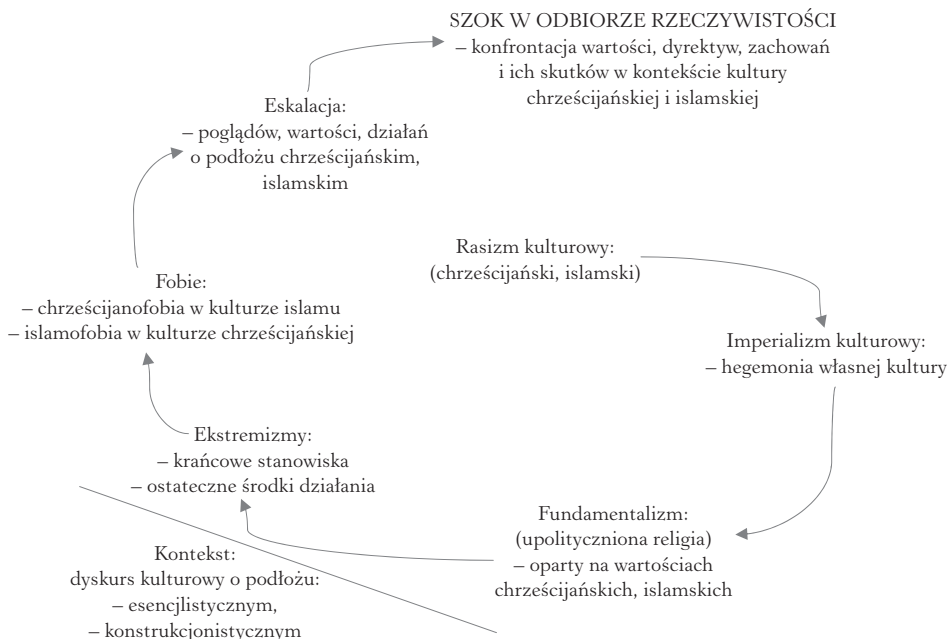 SZOK W ODBIORZE RZECZYWISTOŚCI
– konfrontacja wartości, dyrektyw, zachowań
i ich skutków w kontekście kultury
chrześcijańskiej i islamskiej
Eskalacja:
– poglądów, wartości, działań
o podłożu chrześcijańskim,
islamskim
Rasizm kulturowy:
(chrześcijański, islamski)
Fobie:
– chrześcijanofobia w kulturze islamu
– islamofobia w kulturze chrześcijańskiej
Imperializm kulturowy:
– hegemonia własnej kultury
Ekstremizmy:
– krańcowe stanowiska
– ostateczne środki działania
Fundamentalizm:
(upolityczniona religia)
– oparty na wartościach
chrześcijańskich, islamskich
Kontekst:
dyskurs kulturowy o podłożu:
– esencjlistycznym,
– konstrukcjonistycznym